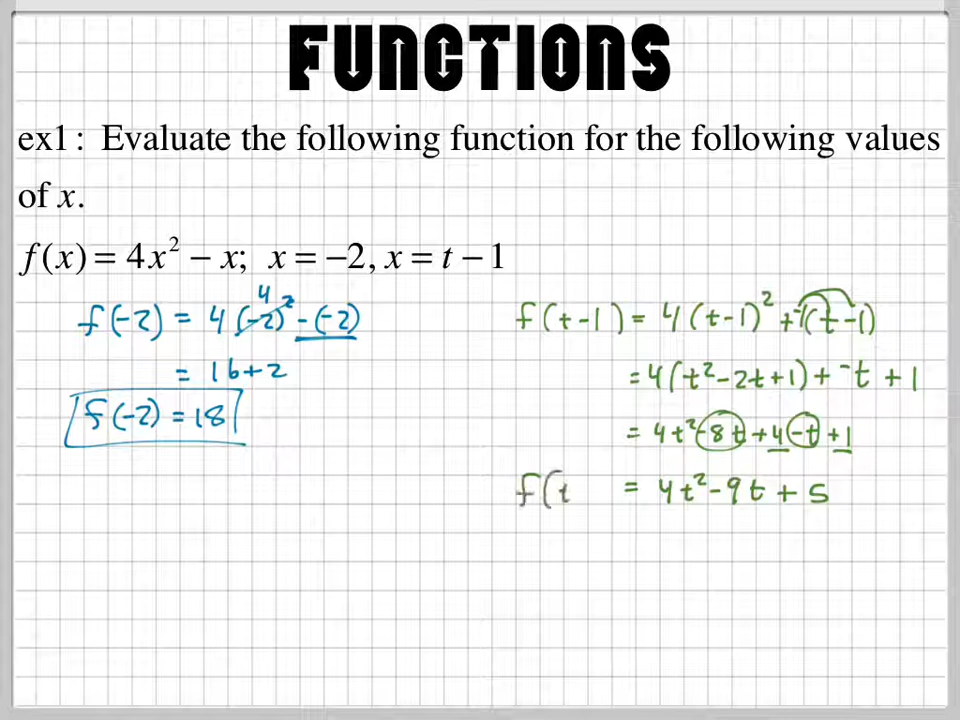 FUNCTIONS
ex1: Evaluate the following function for the following values
of x.
f(x) = 4x² − x; x = −2, x = t − 1
f(-2) = 4(-2)² - (-2)
4
= 16+2
f(-2) = 18
f(t-1) = 4(t-1)² + -1(t-1)
= 4(t²-2t+1) + -t + 1
= 4t²-8t+4-t+1
f(t = 4t²-9t+5